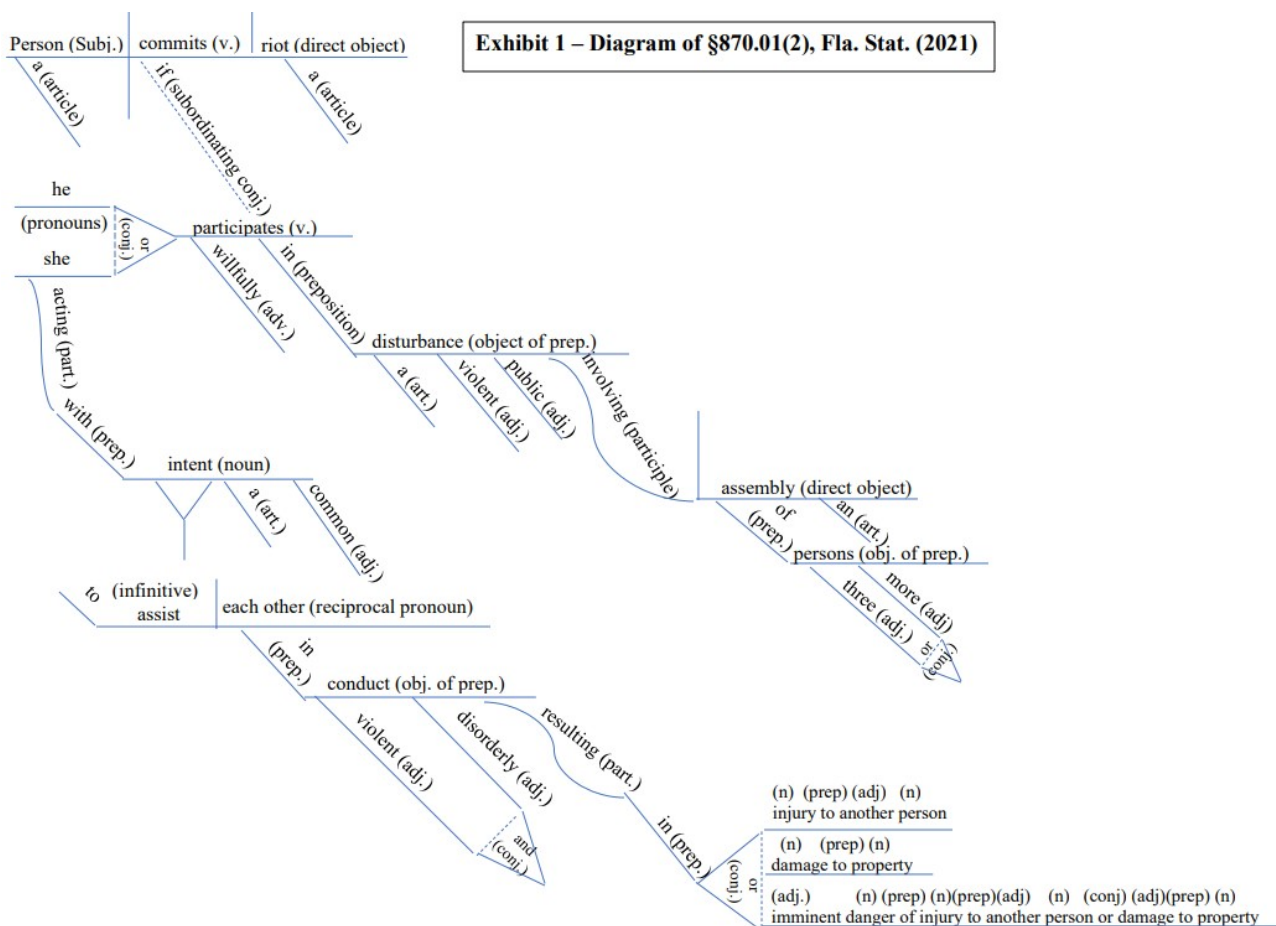 Exhibit 1 – Diagram of §870.01(2), Fla. Stat. (2021)
Person (Subj.)
commits (v.)
riot (direct object)
a (article)
if (subordinating conj.)
a (article)
he
(pronouns)
she
or
(conj.)
participates (v.)
willfully (adv.)
in (preposition)
disturbance (object of prep.)
a (art.)
violent (adj.)
public (adj.)
involving (participle)
assembly (direct object)
of
(prep.)
an (art.)
persons (obj. of prep.)
three (adj.)
more (adj)
or
(conj.)
acting (part.)
with (prep.)
intent (noun)
a (art.)
common (adj.)
to
(infinitive)
assist
each other (reciprocal pronoun)
in
(prep.)
conduct (obj. of prep.)
violent (adj.)
disorderly (adj.)
and
(conj.)
resulting (part.)
in (prep.)
or
(conj.)
(n) (prep) (adj) (n)
injury to another person
(n) (prep) (n)
damage to property
(adj.) (n) (prep) (n)(prep)(adj) (n) (conj) (adj)(prep) (n)
imminent danger of injury to another person or damage to property